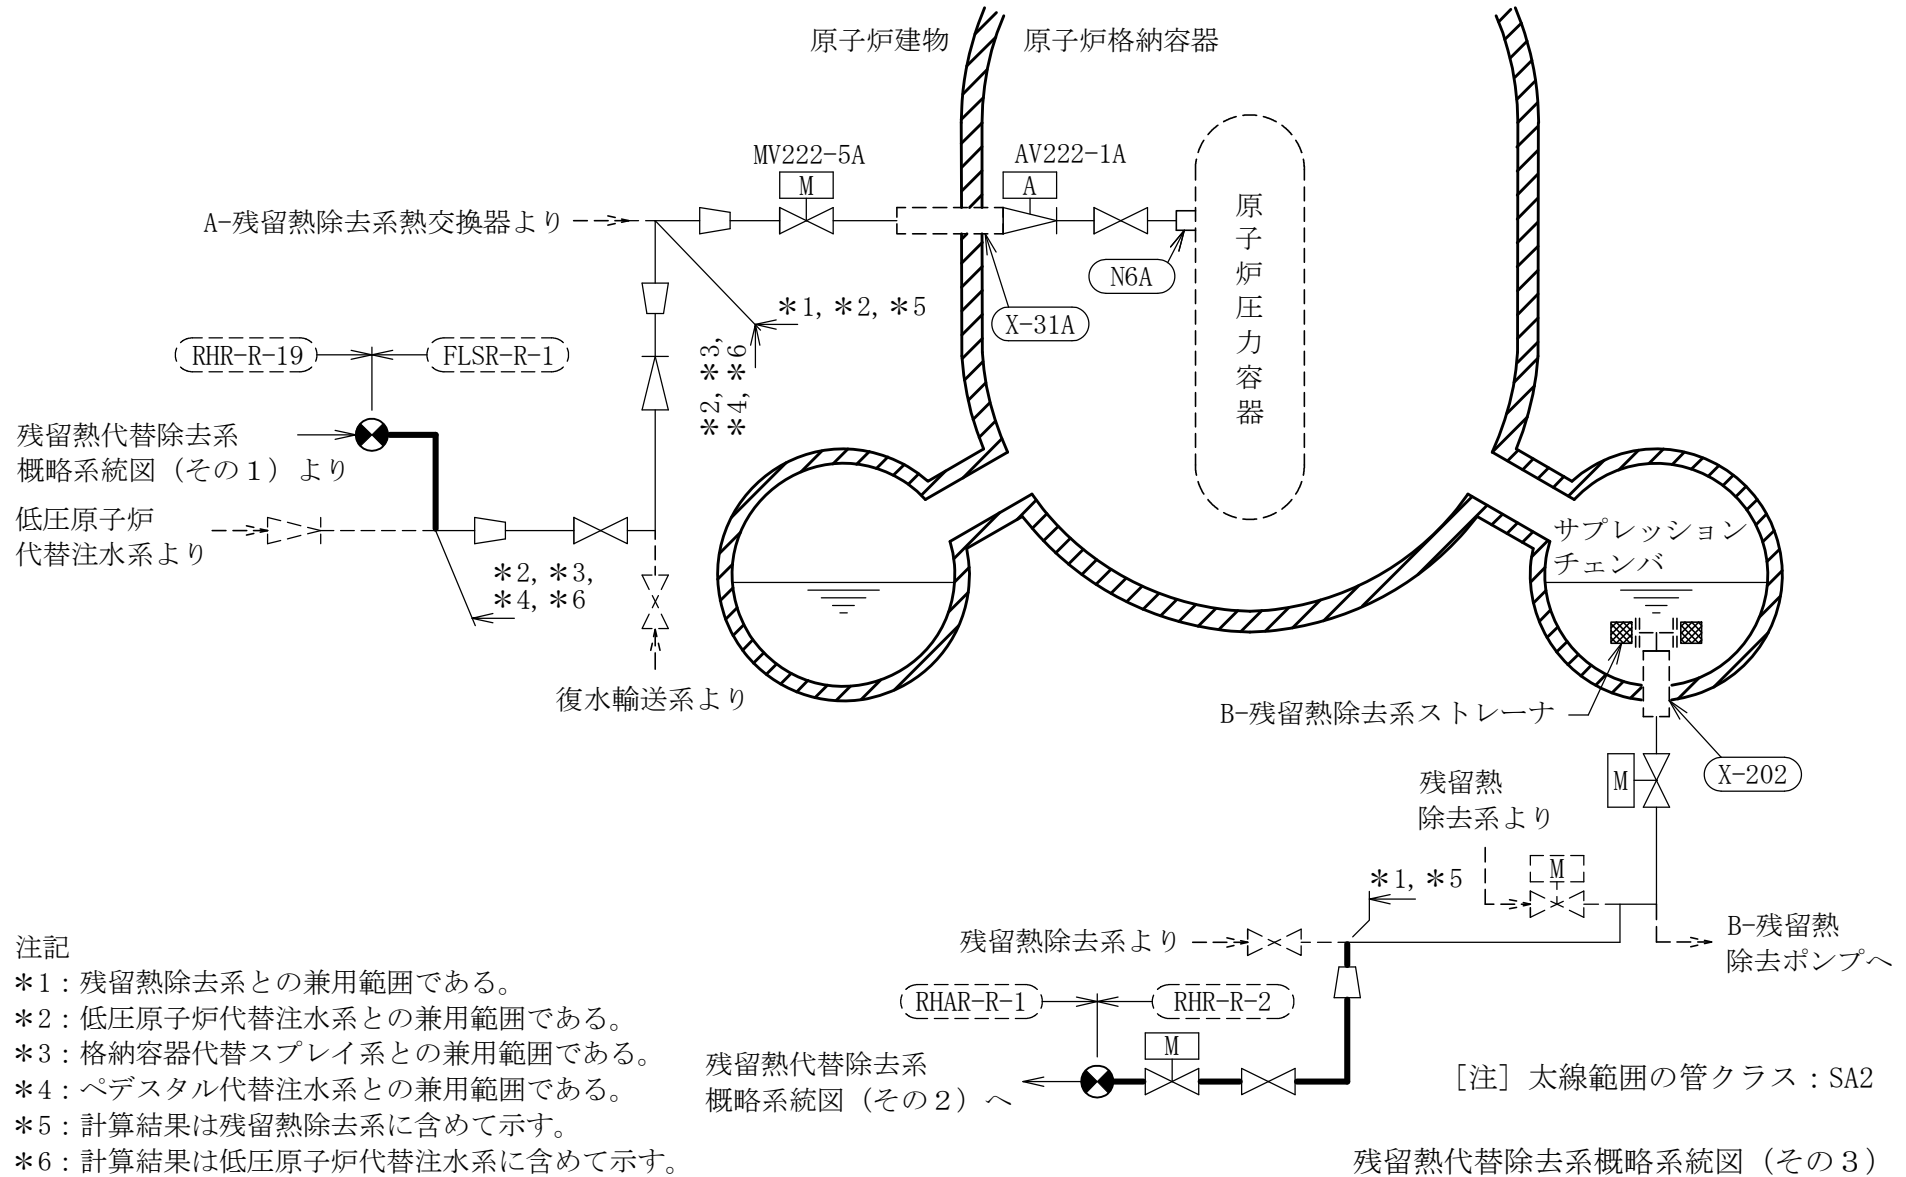 原子炉建物
原子炉格納容器
MV222-5A
M
AV222-1A
A
A-残留熱除去系熱交換器より
原子炉圧力容器
N6A
X-31A
*1, *2, *5
*2, *3,
*4, *6
RHR-R-19
FLSR-R-1
残留熱代替除去系
概略系統図（その１）より
低圧原子炉
代替注水系より
*2, *3,
*4, *6
復水輸送系より
サプレッション
チェンバ
B-残留熱除去系ストレーナ
X-202
M
残留熱
除去系より
M
*1, *5
残留熱除去系より
B-残留熱
除去ポンプへ
RHAR-R-1
RHR-R-2
M
残留熱代替除去系
概略系統図（その２）へ
注記
*1：残留熱除去系との兼用範囲である。
*2：低圧原子炉代替注水系との兼用範囲である。
*3：格納容器代替スプレイ系との兼用範囲である。
*4：ペデスタル代替注水系との兼用範囲である。
*5：計算結果は残留熱除去系に含めて示す。
*6：計算結果は低圧原子炉代替注水系に含めて示す。
［注］太線範囲の管クラス：SA2
残留熱代替除去系概略系統図（その３）